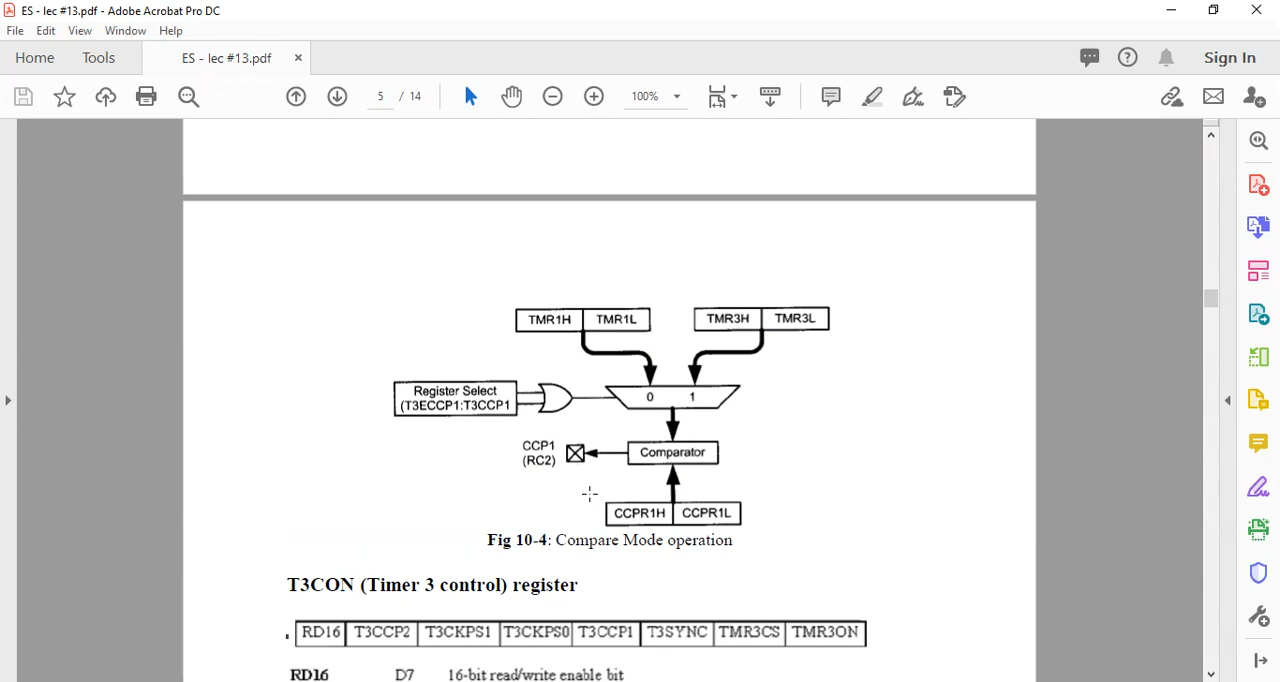 ES - lec #13.pdf - Adobe Acrobat Pro DC
File Edit View Window Help
Home Tools ES - lec #13.pdf × Sign In
5 / 14 100%
TMR1H TMR1L TMR3H TMR3L
Register Select
(T3ECCP1:T3CCP1
0 1
CCP1
(RC2)
Comparator
CCPR1H CCPR1L
Fig 10-4: Compare Mode operation
T3CON (Timer 3 control) register
RD16 T3CCP2 T3CKPS1 T3CKPS0 T3CCP1 T3SYNC TMR3CS TMR3ON
RD16 D7 16-bit read/write enable bit